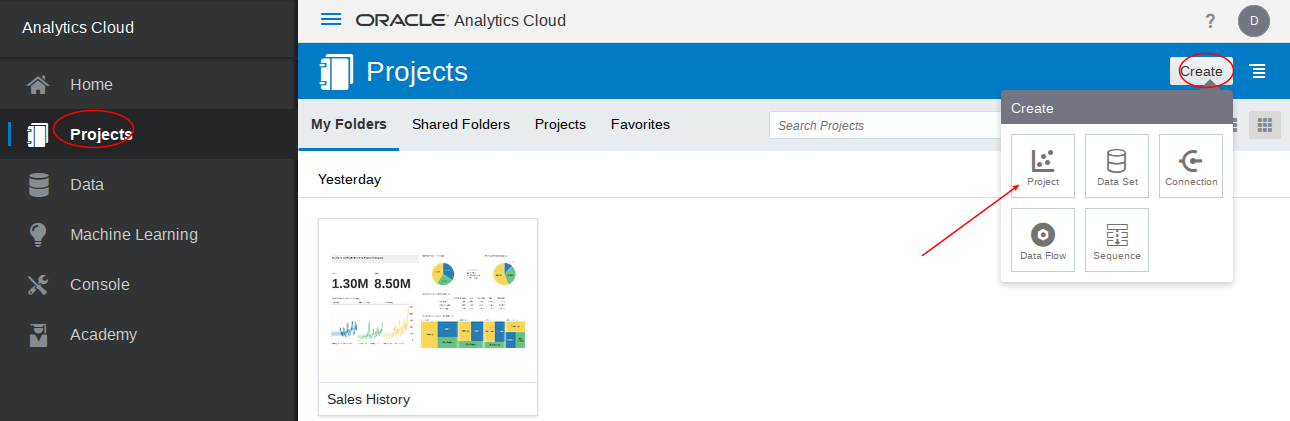 Analytics Cloud
Home
Projects
Data
Machine Learning
Console
Academy
ORACLE Analytics Cloud
?
D
Projects
Create
My Folders Shared Folders Projects Favorites
Search Projects
Create
Project Data Set Connection
Data Flow Sequence
Yesterday
1.30M 8.50M
Sales History